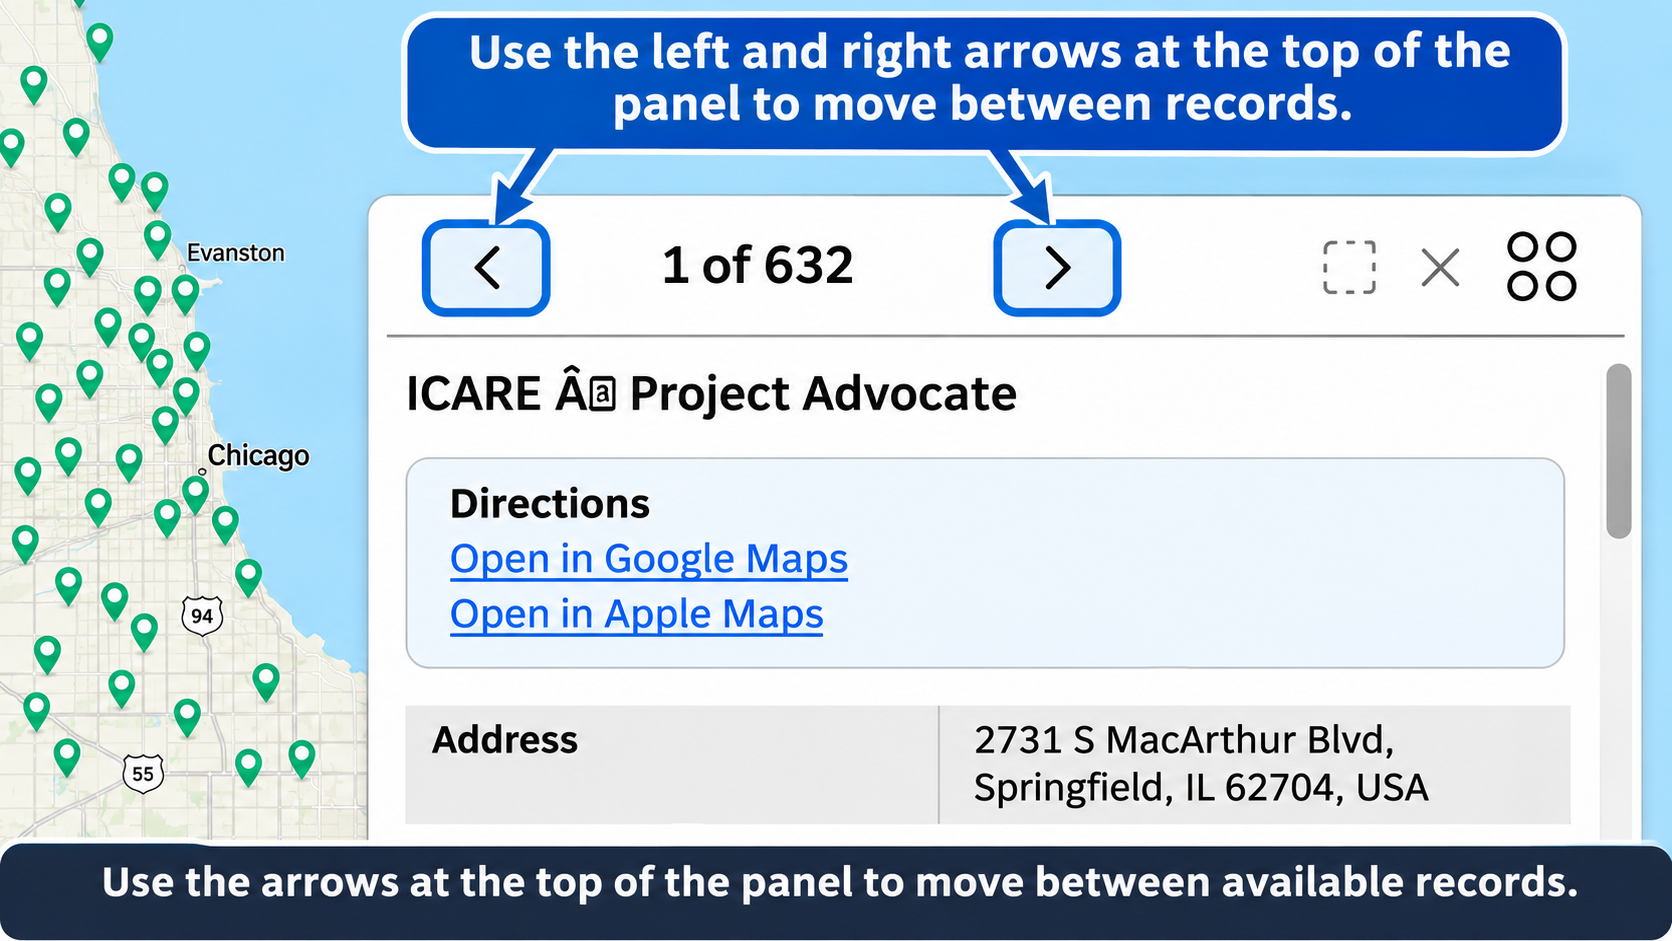 Use the left and right arrows at the top of the
panel to move between records.
1 of 632
Evanston
Chicago
94
55
ICARE Â🄰 Project Advocate
Directions
Open in Google Maps
Open in Apple Maps
Address
2731 S MacArthur Blvd,
Springfield, IL 62704, USA
Use the arrows at the top of the panel to move between available records.